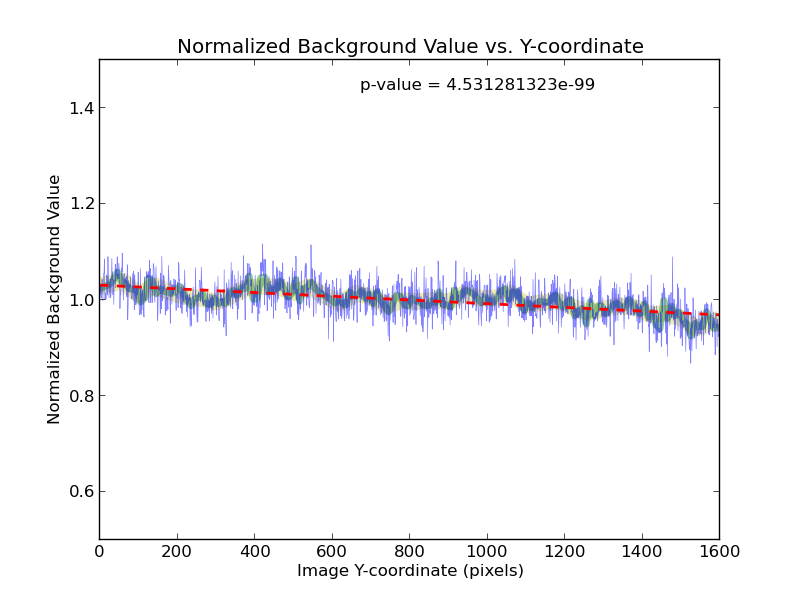 Normalized Background Value vs. Y-coordinate
p-value = 4.531281323e-99
1.4
1.2
1.0
0.8
0.6
Normalized Background Value
0 200 400 600 800 1000 1200 1400 1600
Image Y-coordinate (pixels)